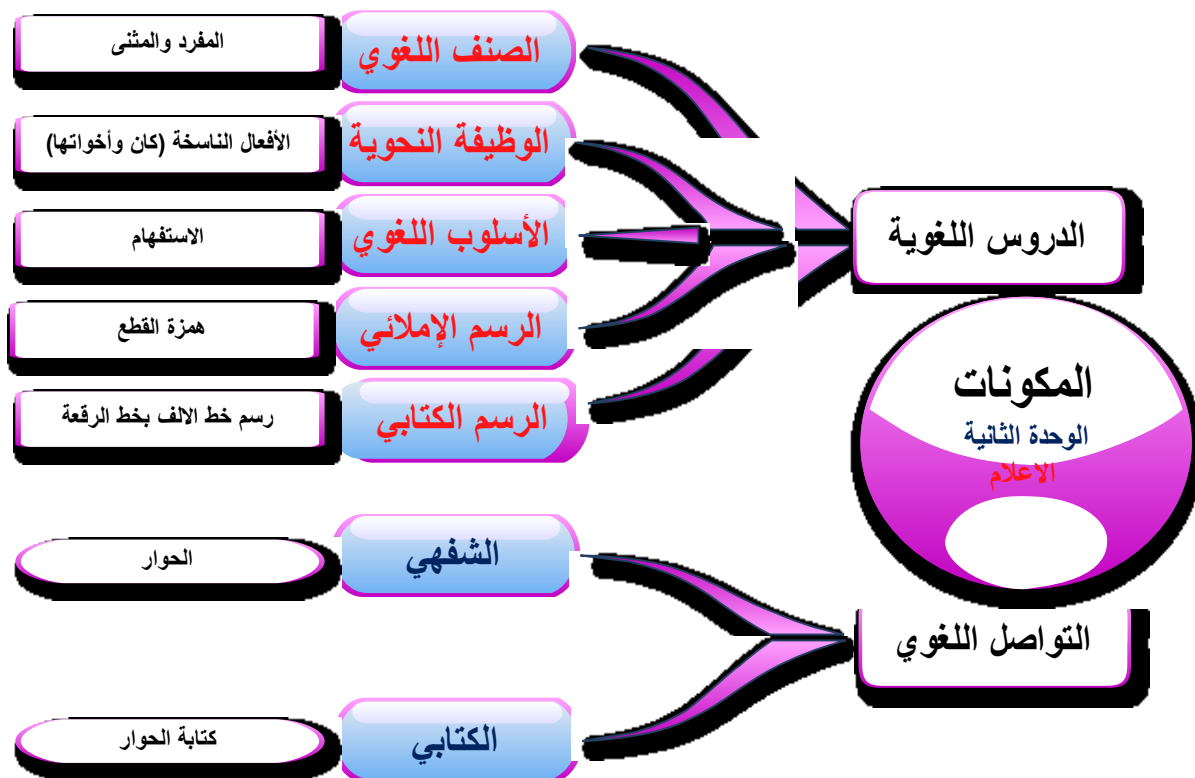 الصنف اللغوي
المفرد والمثنى
الوظيفة النحوية
الأفعال الناسخة (كان وأخواتها)
الدروس اللغوية
الأسلوب اللغوي
الاستفهام
الرسم الإملائي
همزة القطع
الرسم الكتابي
رسم خط الالف بخط الرقعة
المكونات
الوحدة الثانية
الاعلام
التواصل اللغوي
الشفهي
الحوار
الكتابي
كتابة الحوار